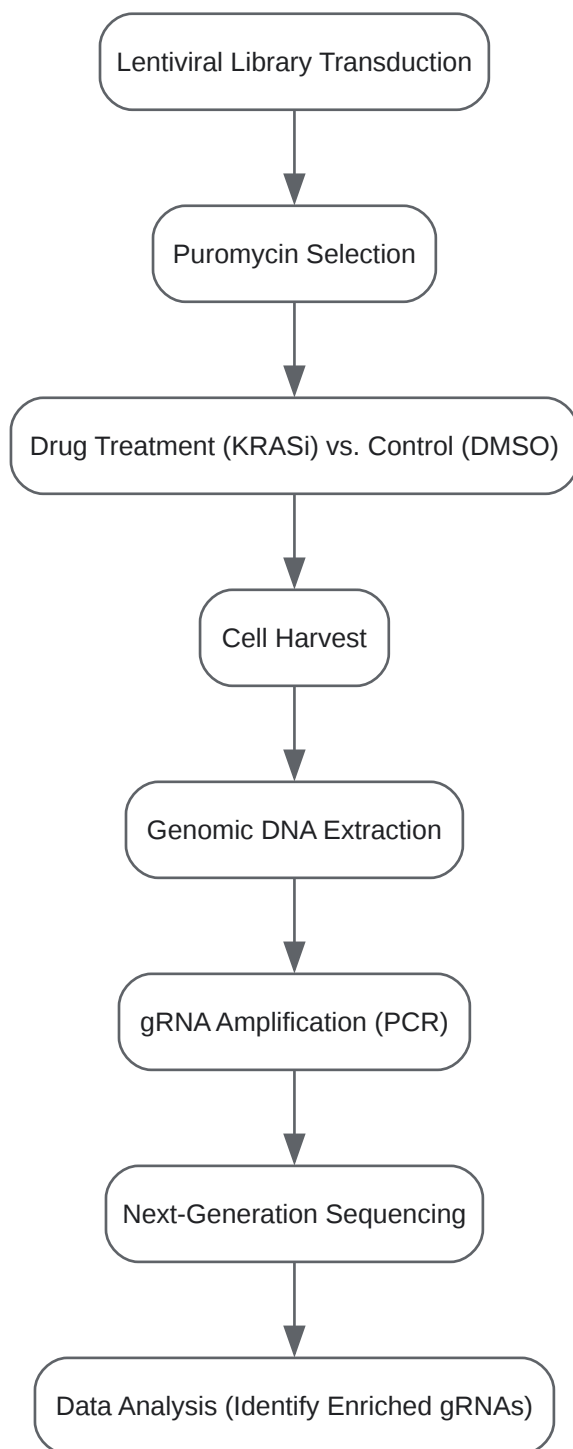 Lentiviral Library Transduction
Puromycin Selection
Drug Treatment (KRASi) vs. Control (DMSO)
Cell Harvest
Genomic DNA Extraction
gRNA Amplification (PCR)
Next-Generation Sequencing
Data Analysis (Identify Enriched gRNAs)